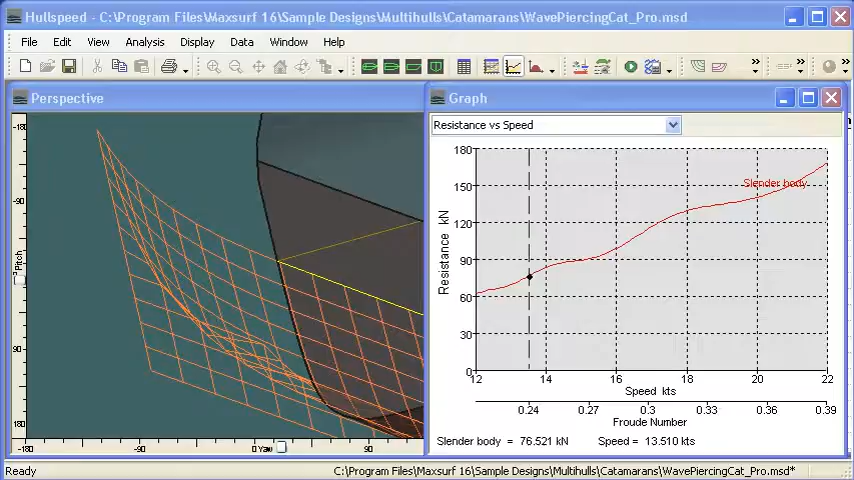 Hullspeed - C:\Program Files\Maxsurf 16\Sample Designs\Multihulls\Catamarans\WavePiercingCat_Pro.msd
File Edit View Analysis Display Data Window Help
Perspective
-180
-90
Pitch
90
180
-180 -90 0 Yaw 90
Graph
Resistance vs Speed
Resistance kN
180
150
120
90
60
30
0
Slender body
12 14 16 18 20 22
Speed kts
0.24 0.27 0.3 0.33 0.36 0.39
Froude Number
Slender body = 76.521 kN Speed = 13.510 kts
Ready C:\Program Files\Maxsurf 16\Sample Designs\Multihulls\Catamarans\WavePiercingCat_Pro.msd*